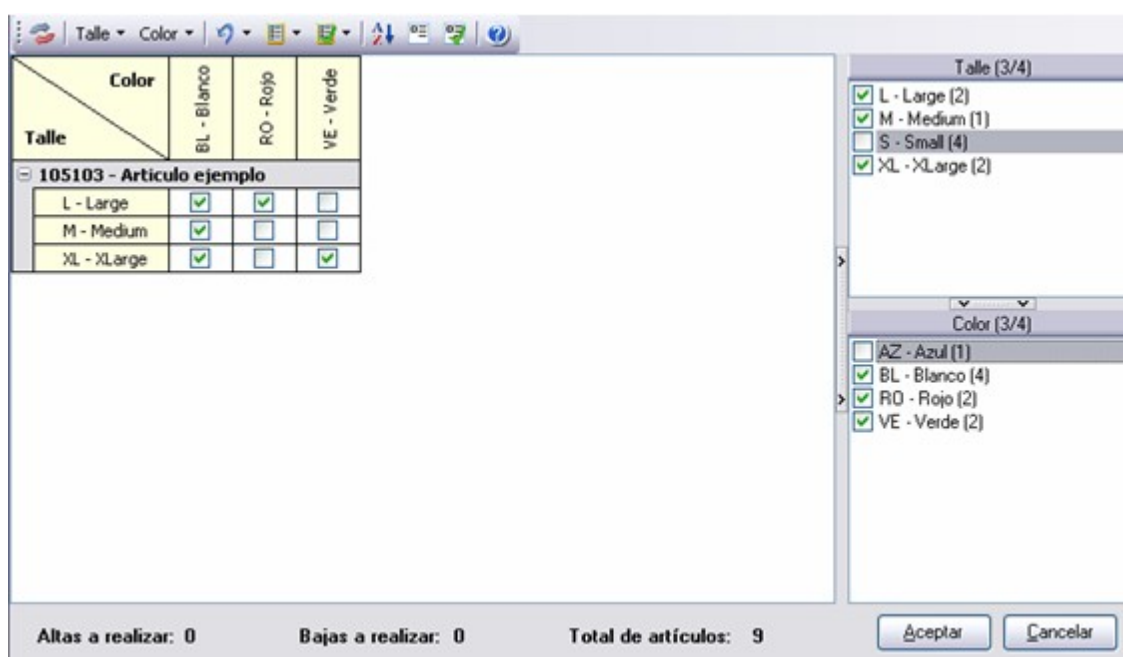 Talle Color
Color
Talle
BL - Blanco
RO - Rojo
VE - Verde
105103 - Articulo ejemplo
L - Large
M - Medium
XL - XLarge
Talle (3/4)
L - Large (2)
M - Medium (1)
S - Small (4)
XL - XLarge (2)
Color (3/4)
AZ - Azul (1)
BL - Blanco (4)
RO - Rojo (2)
VE - Verde (2)
Altas a realizar: 0 Bajas a realizar: 0 Total de artículos: 9 Aceptar Cancelar